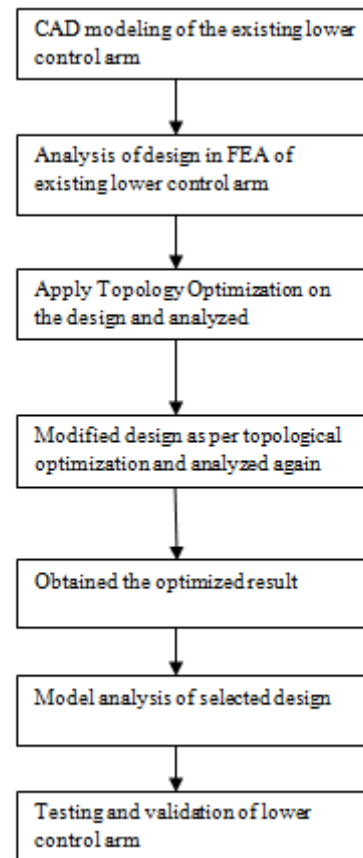 CAD modeling of the existing lower
control arm
Analysis of design in FEA of
existing lower control arm
Apply Topology Optimization on
the design and analyzed
Modified design as per topological
optimization and analyzed again
Obtained the optimized result
Model analysis of selected design
Testing and validation of lower
control arm